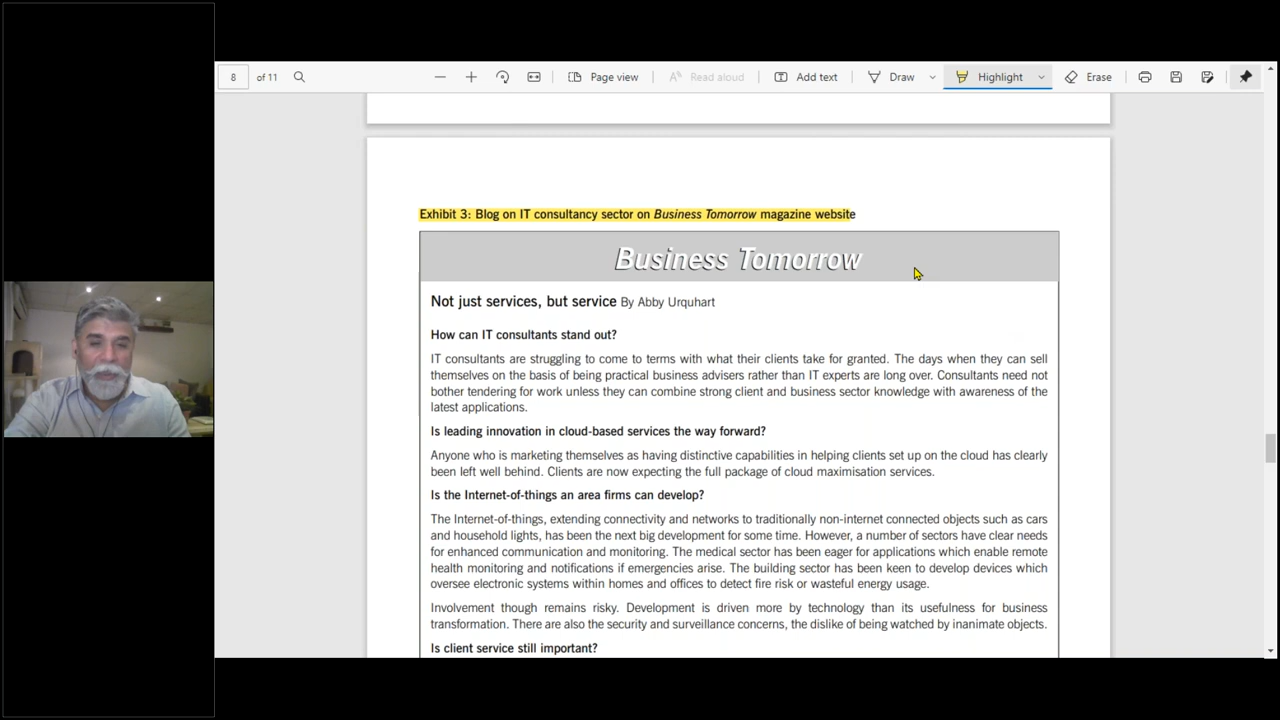 8 of 11
Page view
Read aloud
Add text
Draw
Highlight
Erase
Exhibit 3: Blog on IT consultancy sector on Business Tomorrow magazine website
Business Tomorrow
Not just services, but service By Abby Urquhart
How can IT consultants stand out?
IT consultants are struggling to come to terms with what their clients take for granted. The days when they can sell
themselves on the basis of being practical business advisers rather than IT experts are long over. Consultants need not
bother tendering for work unless they can combine strong client and business sector knowledge with awareness of the
latest applications.
Is leading innovation in cloud-based services the way forward?
Anyone who is marketing themselves as having distinctive capabilities in helping clients set up on the cloud has clearly
been left well behind. Clients are now expecting the full package of cloud maximisation services.
Is the Internet-of-things an area firms can develop?
The Internet-of-things, extending connectivity and networks to traditionally non-internet connected objects such as cars
and household lights, has been the next big development for some time. However, a number of sectors have clear needs
for enhanced communication and monitoring. The medical sector has been eager for applications which enable remote
health monitoring and notifications if emergencies arise. The building sector has been keen to develop devices which
oversee electronic systems within homes and offices to detect fire risk or wasteful energy usage.
Involvement though remains risky. Development is driven more by technology than its usefulness for business
transformation. There are also the security and surveillance concerns, the dislike of being watched by inanimate objects.
Is client service still important?